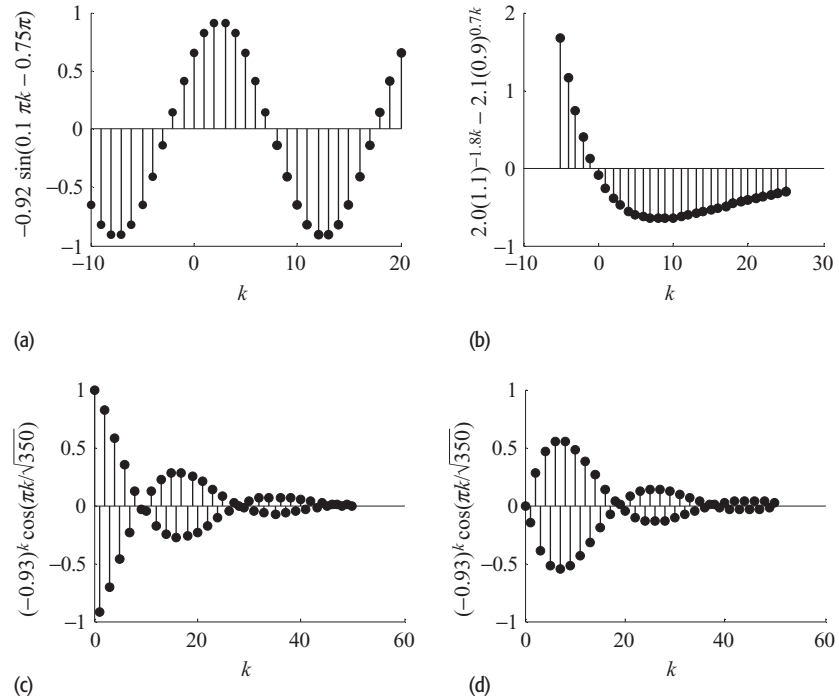 −0.92 sin(0.1 πk − 0.75π)
1
0.5
0
−0.5
−1
−10 0 10 20
k
(a)
2.0(1.1)^−1.8k − 2.1(0.9)^0.7k
2.1
2
1
0
−1
−10 0 10 20 30
k
(b)
(−0.93)^k cos(πk/√350)
1
0.5
0
−0.5
−1
0 20 40 60
k
(c)
(−0.93)^k cos(πk/√350)
1
0.5
0
−0.5
−1
0 20 40 60
k
(d)